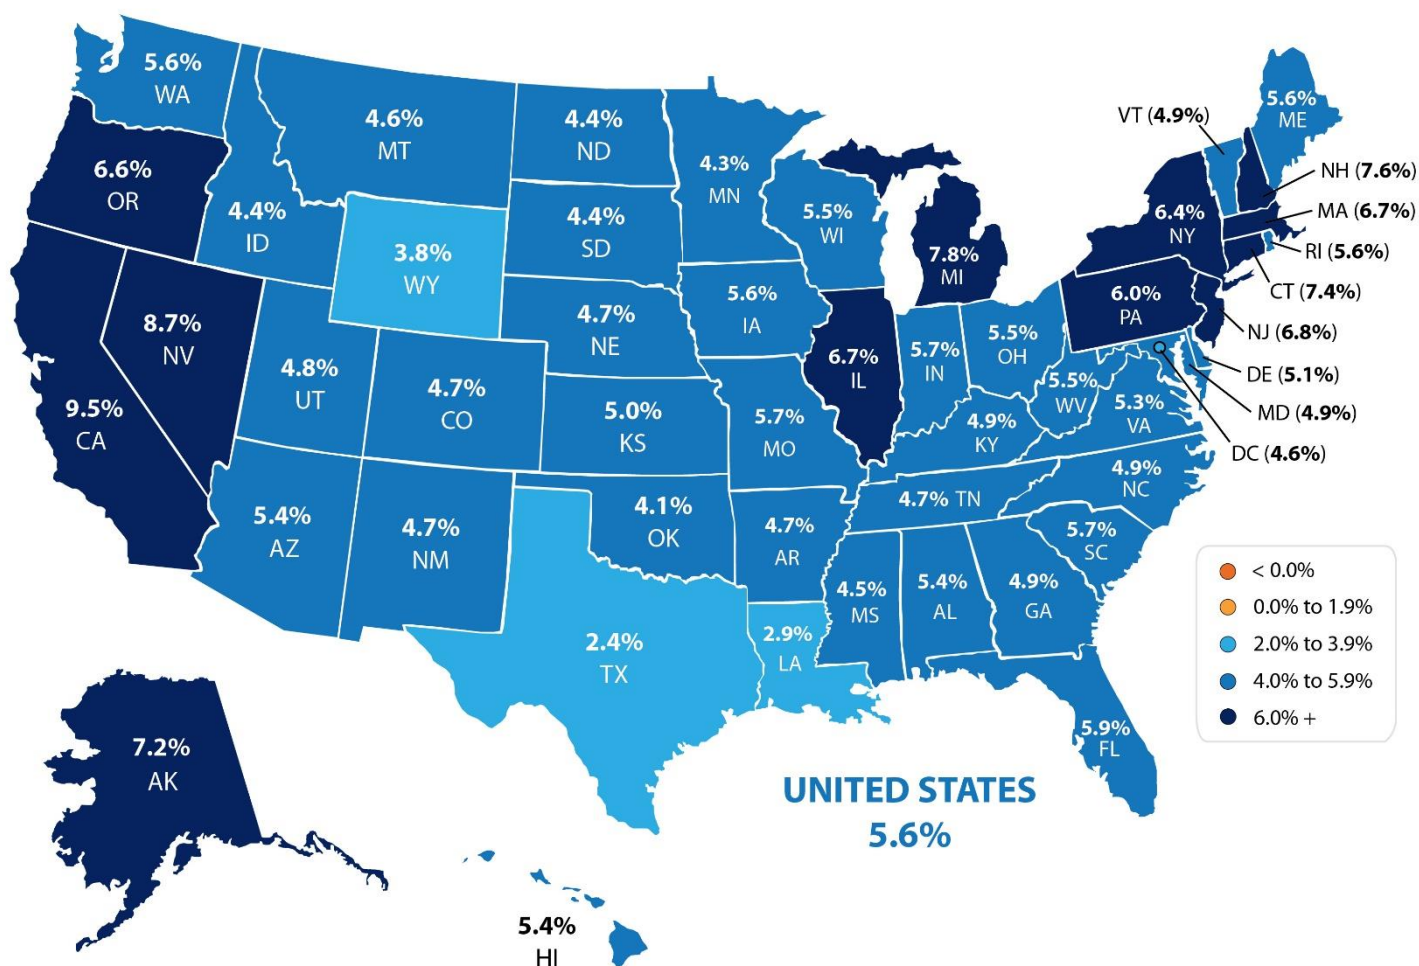 5.6%
WA
4.6%
MT
4.4%
ND
4.3%
MN
VT (4.9%)
5.6%
ME
6.6%
OR
4.4%
ID
3.8%
WY
4.4%
SD
5.5%
WI
7.8%
MI
6.4%
NY
NH (7.6%)
MA (6.7%)
RI (5.6%)
CT (7.4%)
NJ (6.8%)
DE (5.1%)
MD (4.9%)
DC (4.6%)
9.5%
CA
8.7%
NV
4.8%
UT
4.7%
CO
4.7%
NE
5.0%
KS
5.6%
IA
5.7%
MO
6.7%
IL
5.7%
IN
5.5%
OH
6.0%
PA
5.5%
WV
5.3%
VA
4.9%
KY
4.9%
NC
4.7% TN
5.7%
SC
5.4%
AZ
4.7%
NM
4.1%
OK
4.7%
AR
4.5%
MS
5.4%
AL
4.9%
GA
2.4%
TX
2.9%
LA
5.9%
FL
7.2%
AK
5.4%
HI
< 0.0%
0.0% to 1.9%
2.0% to 3.9%
4.0% to 5.9%
6.0% +
UNITED STATES
5.6%